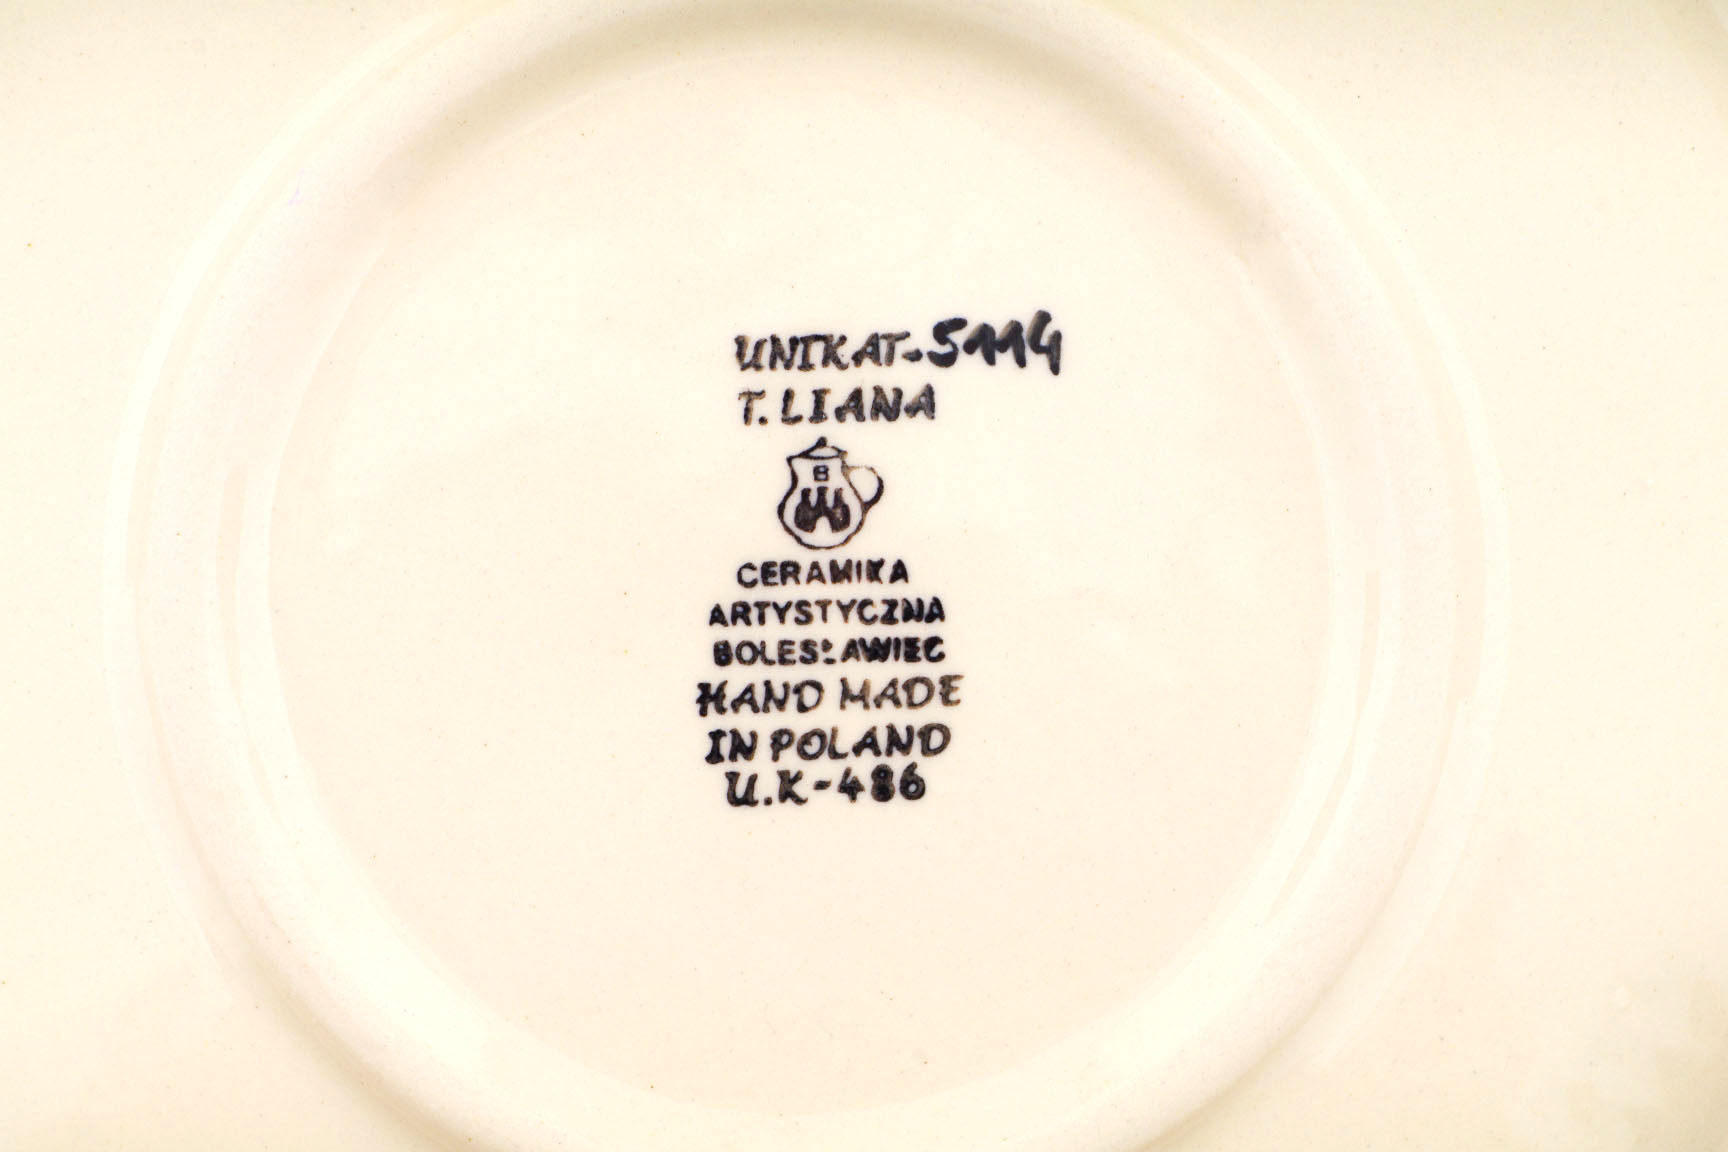 UNIKAT-5114
T. LIANA
B
CERAMIKA
ARTYSTYCZNA
BOLESŁAWIEC
HAND MADE
IN POLAND
U.K-486